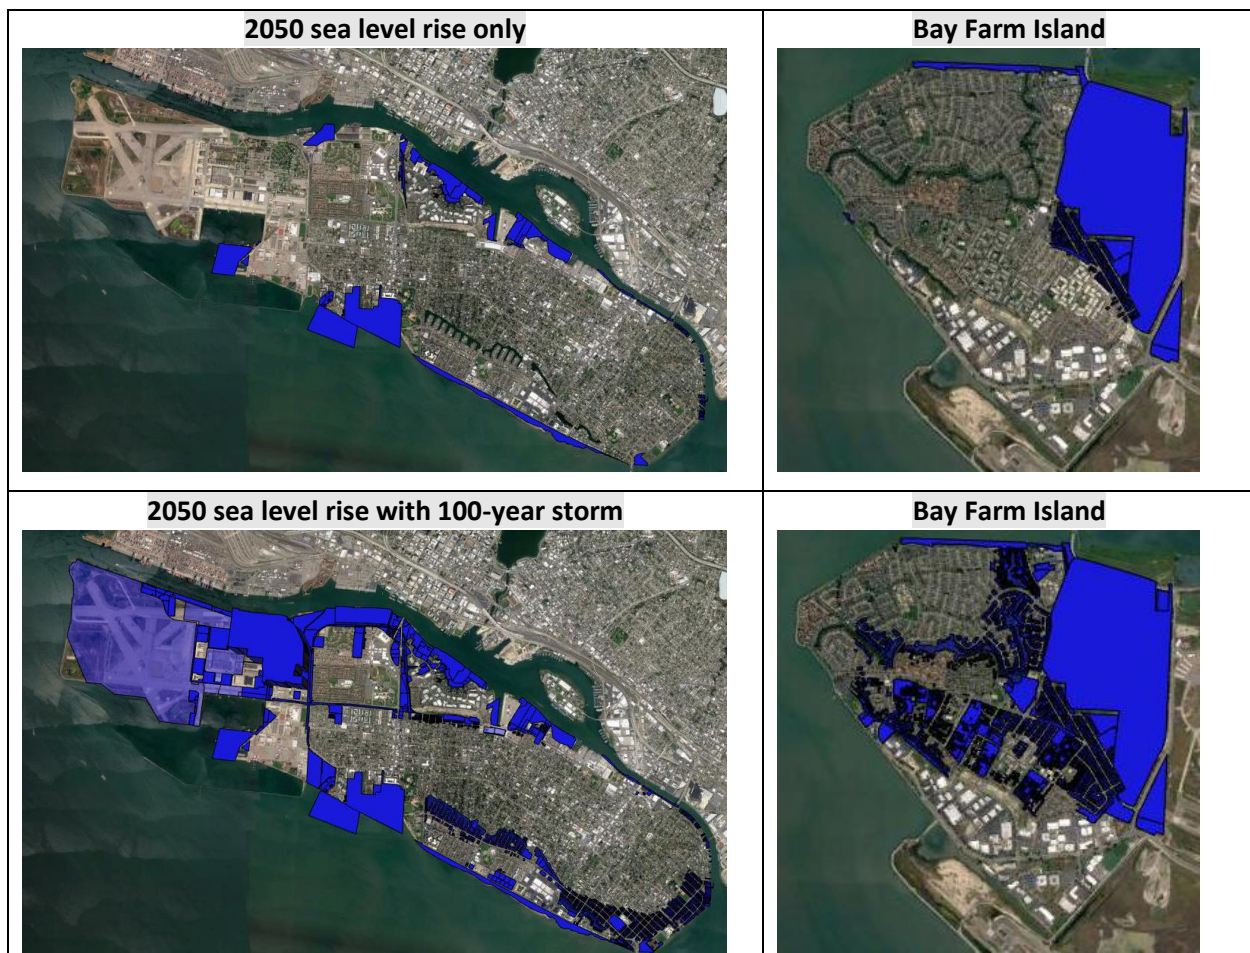 2050 sea level rise only
Bay Farm Island
2050 sea level rise with 100-year storm
Bay Farm Island